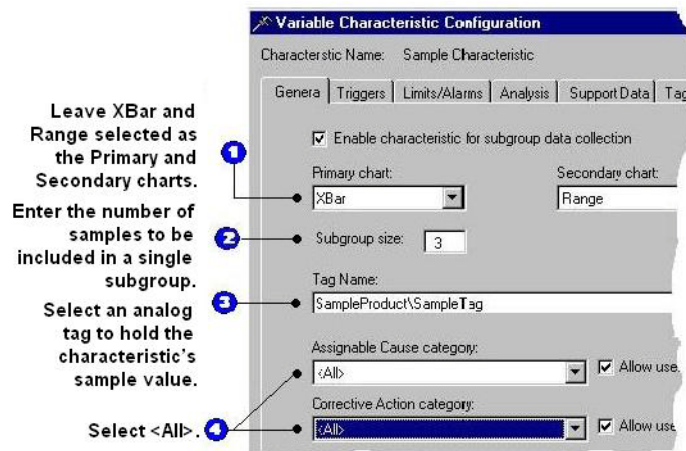 Variable Characteristic Configuration
Characterstic Name: Sample Characteristic
Genera Triggers Limits/Alarms Analysis Support Data Tag
Enable characteristic for subgroup data collection
Primary chart: Secondary chart:
XBar Range
Subgroup size: 3
Tag Name:
SampleProduct\SampleTag
Assignable Cause category:
<All> Allow use
Corrective Action category:
<All> Allow use
Leave XBar and
Range selected as
the Primary and
Secondary charts.
1
Enter the number of
samples to be
included in a single
subgroup.
2
Select an analog
tag to hold the
characteristic's
sample value.
3
Select <All>. 4